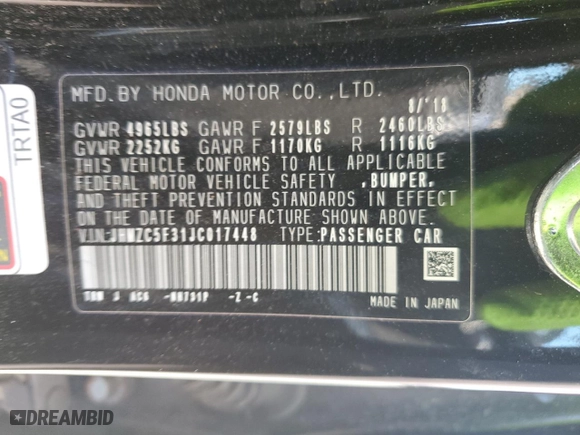 TRTA0
MFD.BY HONDA MOTOR CO.,LTD. 8/'18
GVWR 4965LBS GAWR F 2579LBS R 2460LBS
GVWR 2252KG GAWR F 1170KG R 1116KG
THIS VEHICLE CONFORMS TO ALL APPLICABLE
FEDERAL MOTOR VEHICLE SAFETY ,BUMPER,
AND THEFT PREVENTION STANDARDS IN EFFECT
ON THE DATE OF MANUFACTURE SHOWN ABOVE.
VIN:JHMZC5F31JC017448 TYPE:PASSENGER CAR
-NH731P -Z -C
MADE IN JAPAN
DREAMBID